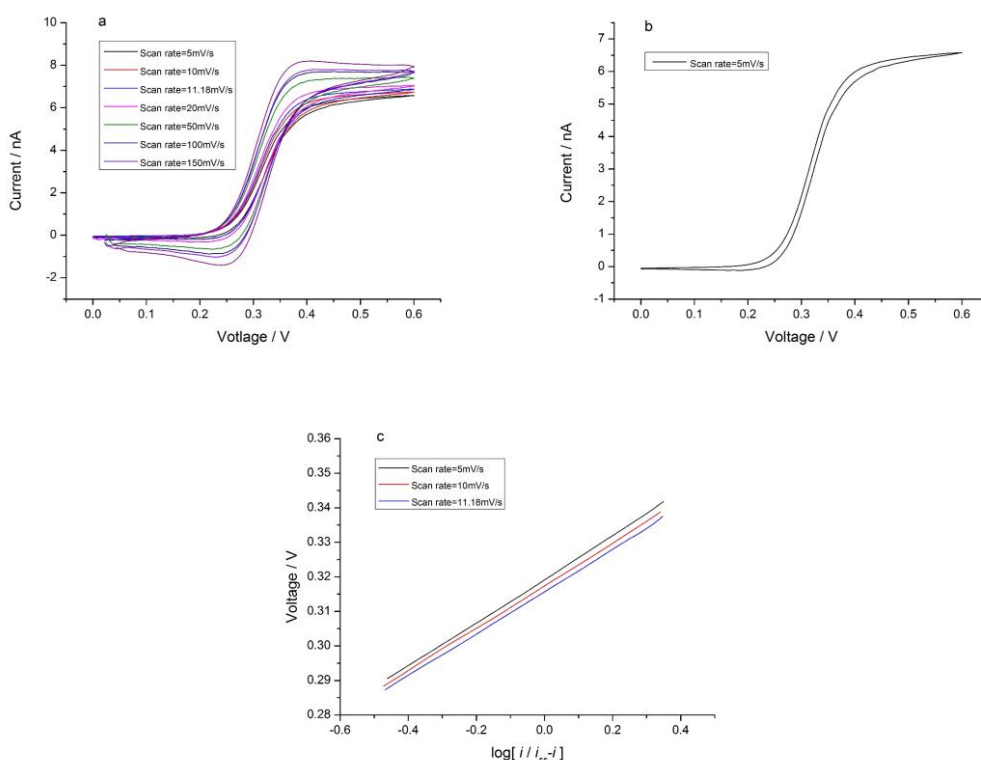 a
Scan rate=5mV/s
Scan rate=10mV/s
Scan rate=11.18mV/s
Scan rate=20mV/s
Scan rate=50mV/s
Scan rate=100mV/s
Scan rate=150mV/s
Current / nA
10
8
6
4
2
0
-2
0.0 0.1 0.2 0.3 0.4 0.5 0.6
Votlage / V
b
Scan rate=5mV/s
Current / nA
7
6
5
4
3
2
1
0
-1
0.0 0.1 0.2 0.3 0.4 0.5 0.6
Voltage / V
c
Scan rate=5mV/s
Scan rate=10mV/s
Scan rate=11.18mV/s
Voltage / V
0.36
0.35
0.34
0.33
0.32
0.31
0.30
0.29
0.28
-0.6 -0.4 -0.2 0.0 0.2 0.4
log[ i / iss-i ]